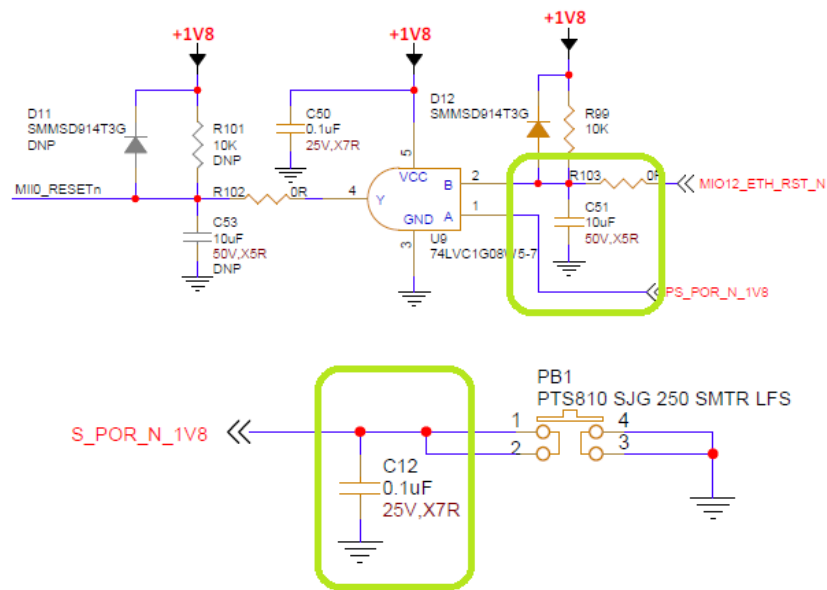 +1V8
+1V8
+1V8
D11
SMMSD914T3G
DNP
R101
10K
DNP
C50
0.1uF
25V,X7R
D12
SMMSD914T3G
R99
10K
MII0_RESETn
R102
0R
4
Y
5
VCC
B
A
GND
3
2
1
U9
74LVC1G08W5-7
R103
0R
MIO12_ETH_RST_N
C53
10uF
50V,X5R
DNP
C51
10uF
50V,X5R
PS_POR_N_1V8
PB1
PTS810 SJG 250 SMTR LFS
S_POR_N_1V8
1
2
4
3
C12
0.1uF
25V,X7R